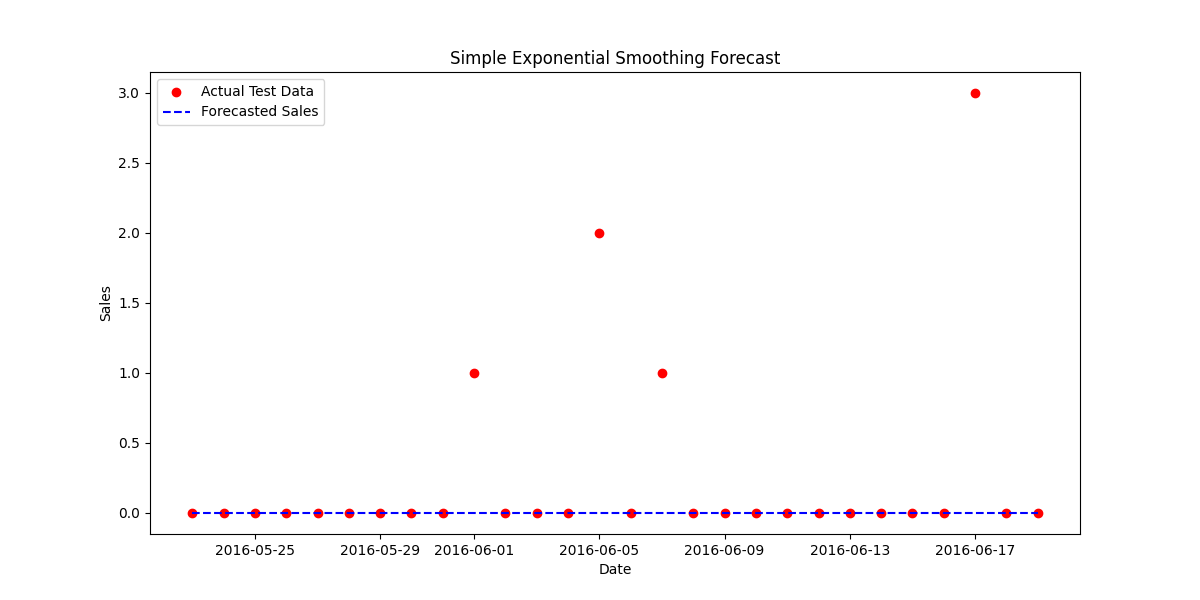 Simple Exponential Smoothing Forecast
Actual Test Data
Forecasted Sales
3.0
2.5
2.0
1.5
1.0
0.5
0.0
Sales
2016-05-25 2016-05-29 2016-06-01 2016-06-05 2016-06-09 2016-06-13 2016-06-17
Date